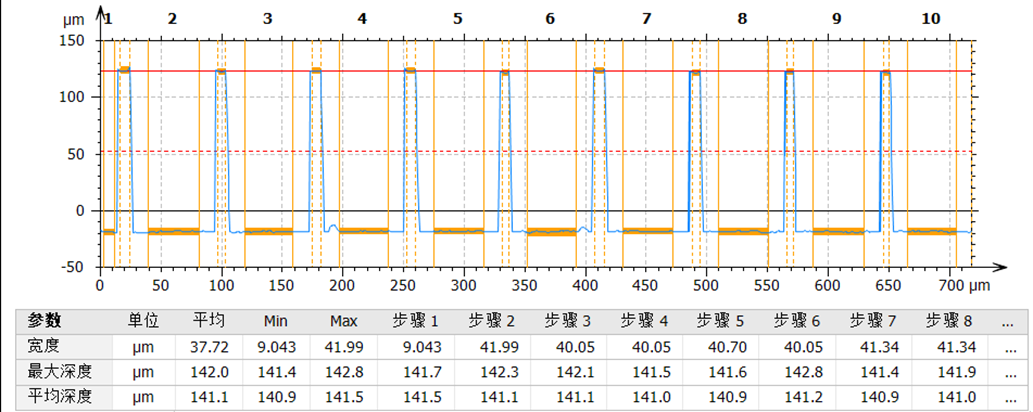 µm 1 2 3 4 5 6 7 8 9 10
150
100
50
0
-50
0 50 100 150 200 250 300 350 400 450 500 550 600 650 700 µm
参数 单位 平均 Min Max 步骤 1 步骤 2 步骤 3 步骤 4 步骤 5 步骤 6 步骤 7 步骤 8 ...
宽度 µm 37.72 9.043 41.99 9.043 41.99 40.05 40.05 40.70 40.05 41.34 41.34 ...
最大深度 µm 142.0 141.4 142.8 141.7 142.3 142.1 141.5 141.6 142.8 141.4 141.9 ...
平均深度 µm 141.1 140.9 141.5 141.5 141.1 141.1 141.0 140.9 141.2 140.9 141.0 ...